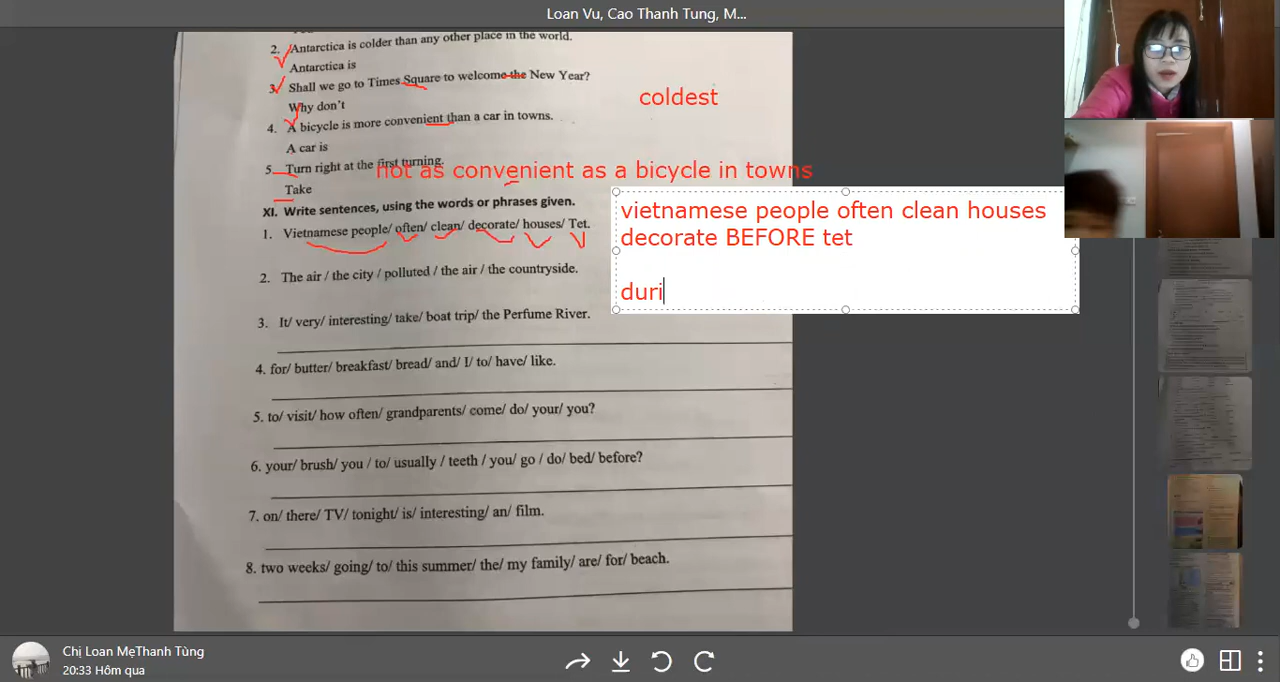 Loan Vu, Cao Thanh Tung, M...
2. Antarctica is colder than any other place in the world.
Antarctica is
coldest
3. Shall we go to Times Square to welcome the New Year?
Why don't
4. A bicycle is more convenient than a car in towns.
A car is
not as convenient as a bicycle in towns
5. Turn right at the first turning.
Take
XI. Write sentences, using the words or phrases given.
1. Vietnamese people/ often/ clean/ decorate/ houses/ Tet.
vietnamese people often clean houses
decorate BEFORE tet
duri
2. The air / the city / polluted / the air / the countryside.
3. It/ very/ interesting/ take/ boat trip/ the Perfume River.
4. for/ butter/ breakfast/ bread/ and/ I/ to/ have/ like.
5. to/ visit/ how often/ grandparents/ come/ do/ your/ you?
6. your/ brush/ you / to/ usually / teeth / you/ go / do/ bed/ before?
7. on/ there/ TV/ tonight/ is/ interesting/ an/ film.
8. two weeks/ going/ to/ this summer/ the/ my family/ are/ for/ beach.
Chị Loan MẹThanh Tùng
20:33 Hôm qua